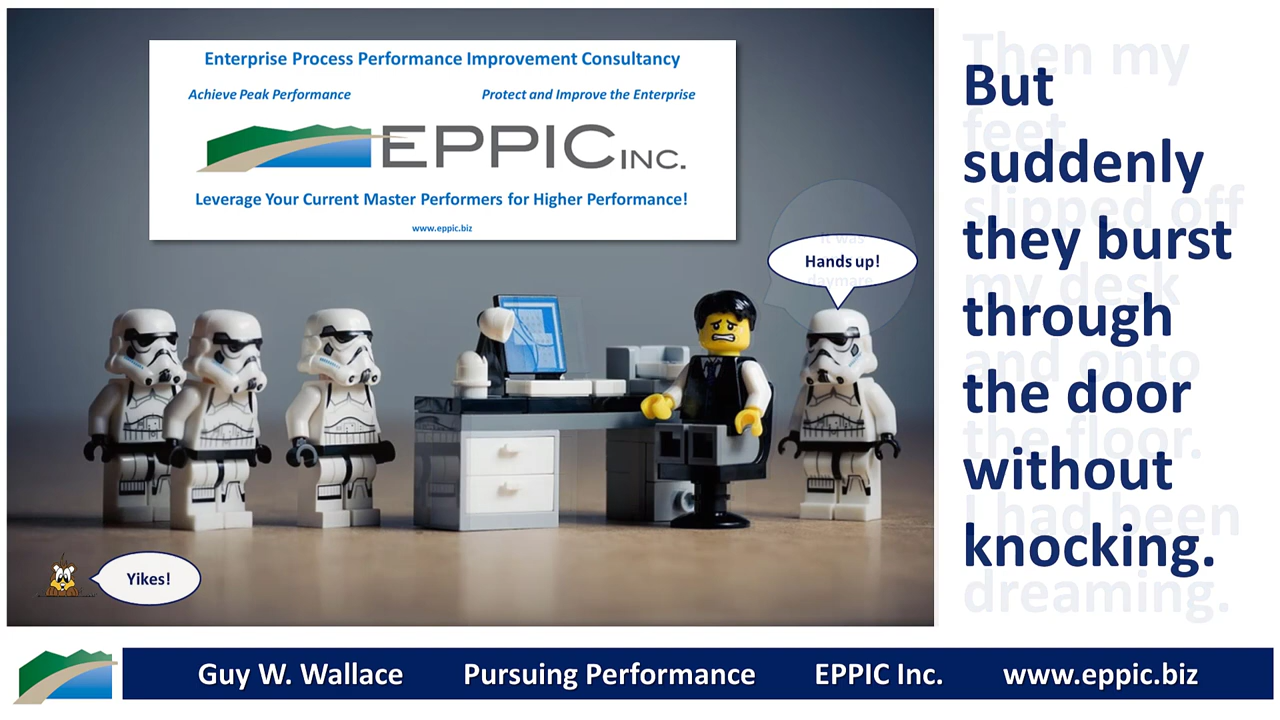 Enterprise Process Performance Improvement Consultancy
Achieve Peak Performance Protect and Improve the Enterprise
EPPIC INC.
Leverage Your Current Master Performers for Higher Performance!
www.eppic.biz
It was
Hands up!
daymare
Yikes!
Then my
But
feet
suddenly
slipped off
they burst
my desk
through
and onto
the door
the floor.
without
I had been
knocking.
dreaming.
Guy W. Wallace Pursuing Performance EPPIC Inc. www.eppic.biz